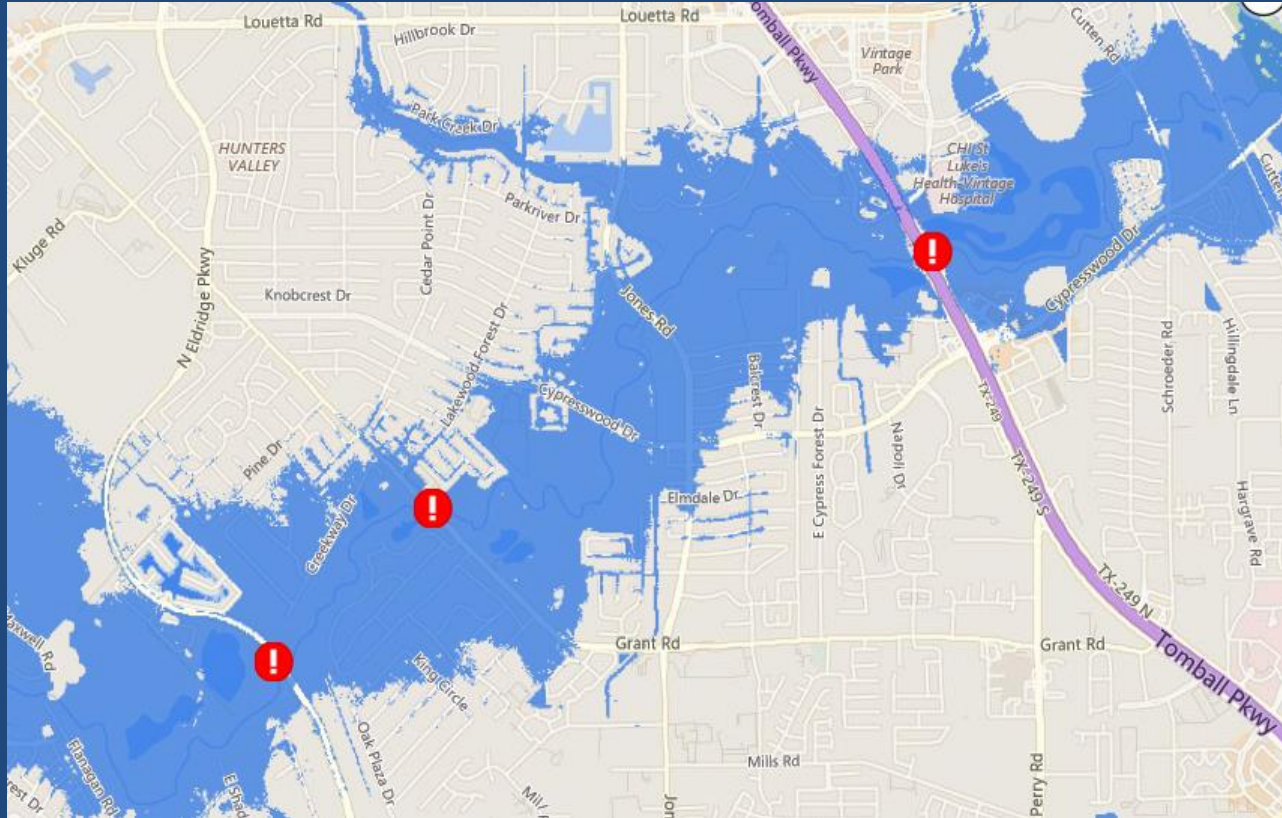 Louetta Rd
Louetta Rd
Tomball Pkwy
Cutten Rd
Hillbrook Dr
Vintage
Park
Park Creek Dr
HUNTERS
VALLEY
CHI St
Luke's
Health-Vintage
Hospital
Parkriver Dr
Cedar Point Dr
Kluge Rd
Cypresswood Dr
Knobcrest Dr
Jones Rd
N Eldridge Pkwy
Lakewood Forest Dr
Schroeder Rd
Hillingdale Ln
Balcrest Dr
TX-249
Cypresswood Dr
E Cypress Forest Dr
Napoli Dr
Pine Dr
TX-249 S
Elmdale Dr
Hargrave Rd
Creekway Dr
TX-249 N
Maxwell Rd
Grant Rd
Grant Rd
Tomball Pkwy
King Circle
Oak Plaza Dr
Flanagan Rd
Mills Rd
Perry Rd